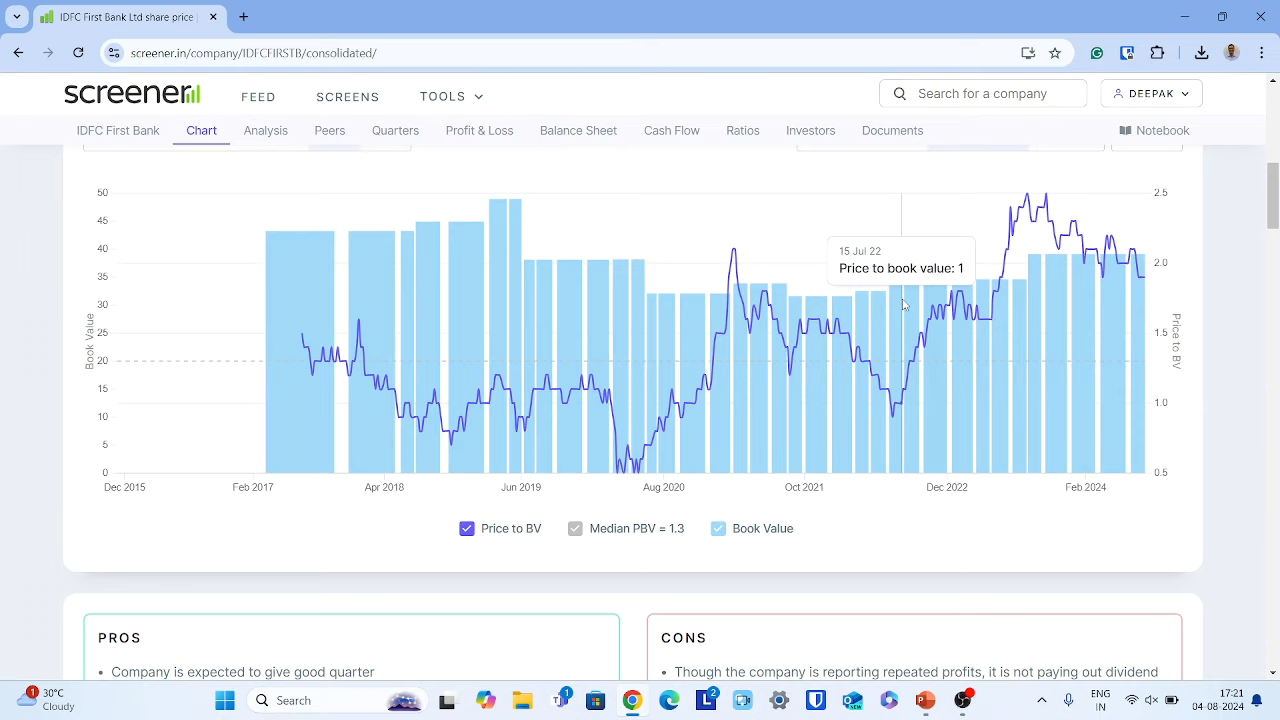 IDFC First Bank Ltd share price |
screener.in/company/IDFCFIRSTB/consolidated/
screener
FEED
SCREENS
TOOLS
Search for a company
DEEPAK
IDFC First Bank
Chart
Analysis
Peers
Quarters
Profit & Loss
Balance Sheet
Cash Flow
Ratios
Investors
Documents
Notebook
50
45
40
35
30
25
20
15
10
5
0
Book Value
15 Jul 22
Price to book value: 1
2.5
2.0
1.5
1.0
0.5
Price to BV
Dec 2015
Feb 2017
Apr 2018
Jun 2019
Aug 2020
Oct 2021
Dec 2022
Feb 2024
Price to BV
Median PBV = 1.3
Book Value
PROS
Company is expected to give good quarter
CONS
Though the company is reporting repeated profits, it is not paying out dividend
1
30°C
Cloudy
Search
1
2
ENG
IN
17:21
04-08-2024